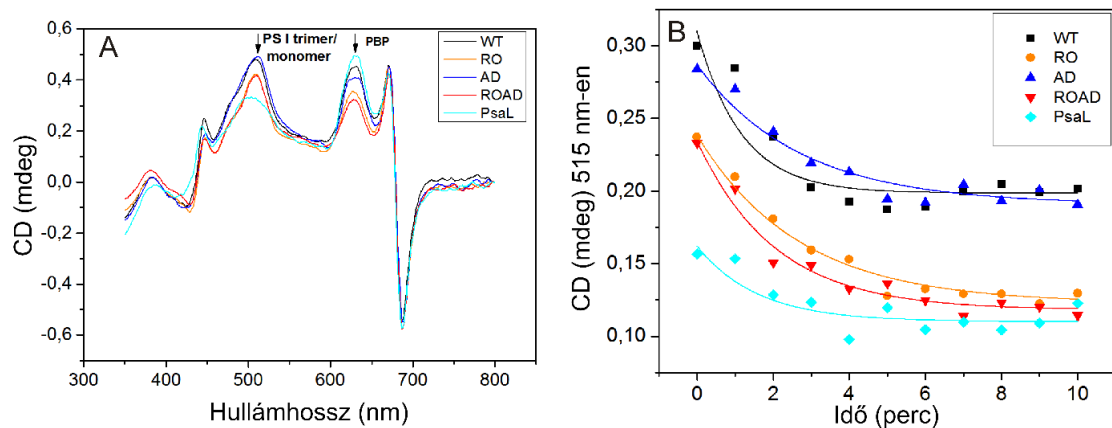 A
PS I trimer/
monomer
PBP
WT
RO
AD
ROAD
PsaL
0,6
0,4
0,2
0,0
-0,2
-0,4
-0,6
CD (mdeg)
300
400
500
600
700
800
Hullámhossz (nm)
B
WT
RO
AD
ROAD
PsaL
0,30
0,25
0,20
0,15
0,10
CD (mdeg) 515 nm-en
0
2
4
6
8
10
Idő (perc)